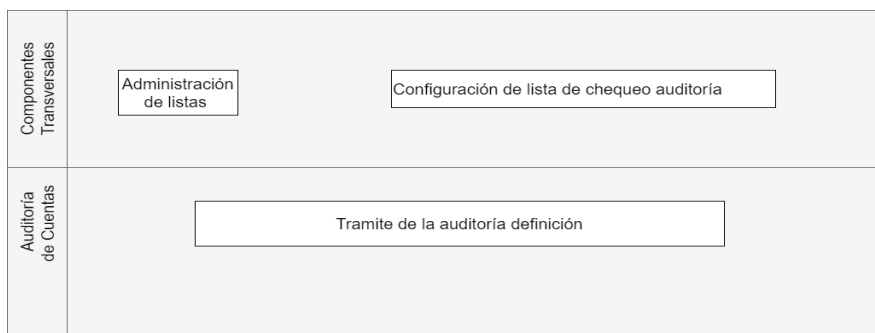 Componentes
Transversales
Administración
de listas
Configuración de lista de chequeo auditoría
Auditoría
de Cuentas
Tramite de la auditoría definición